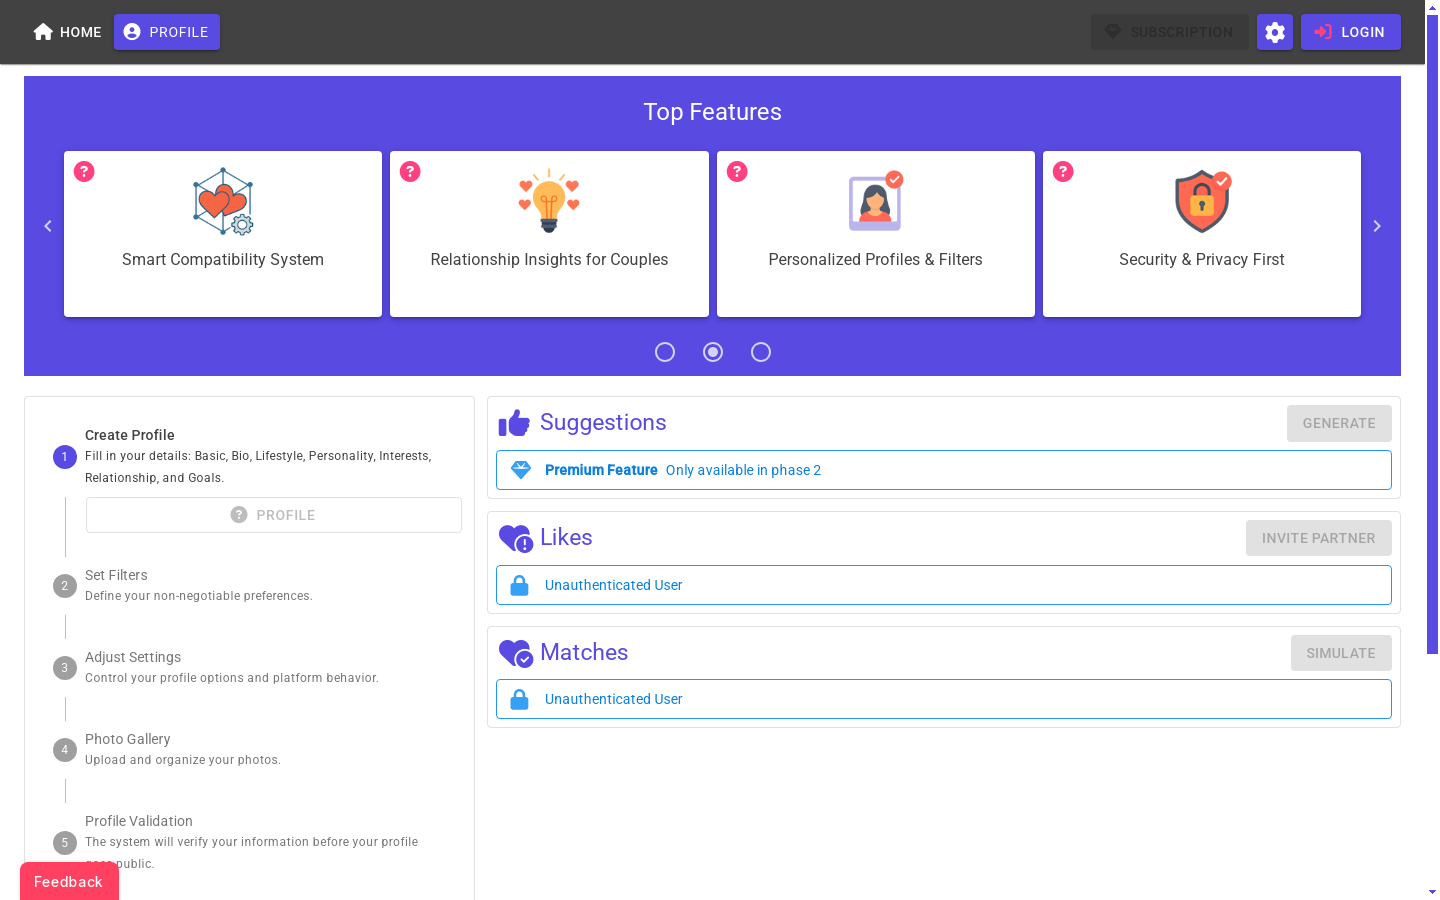 HOME
PROFILE
SUBSCRIPTION
LOGIN
Top Features
?
?
?
?
Smart Compatibility System
Relationship Insights for Couples
Personalized Profiles & Filters
Security & Privacy First
1
Create Profile
Fill in your details: Basic, Bio, Lifestyle, Personality, Interests,
Relationship, and Goals.
? PROFILE
2
Set Filters
Define your non-negotiable preferences.
3
Adjust Settings
Control your profile options and platform behavior.
4
Photo Gallery
Upload and organize your photos.
5
Profile Validation
The system will verify your information before your profile
public.
Feedback
Suggestions
GENERATE
Premium Feature Only available in phase 2
Likes
INVITE PARTNER
Unauthenticated User
Matches
SIMULATE
Unauthenticated User